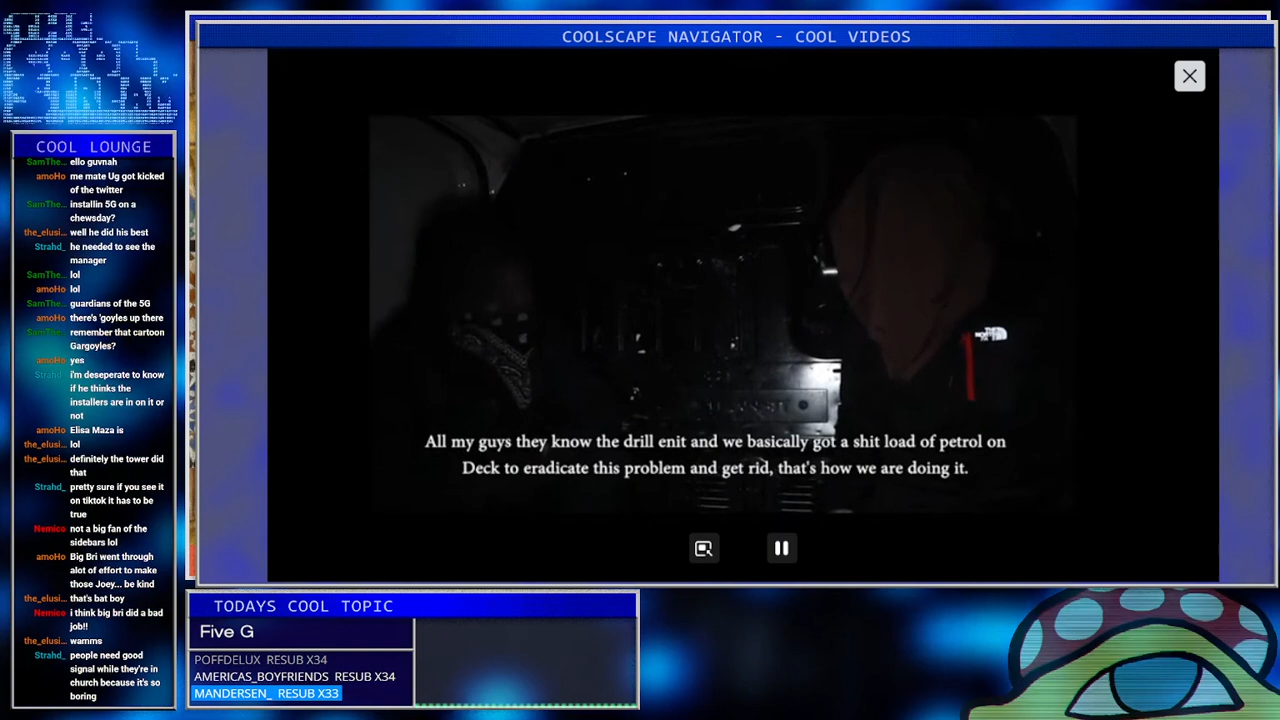 COOLSCAPE NAVIGATOR - COOL VIDEOS
COOL LOUNGE
SamThe... ello guvnah
amoHo me mate Ug got kicked
of the twitter
SamThe... installin 5G on a
chewsday?
the_elusi... well he did his best
Strahd_ he needed to see the
manager
SamThe... lol
amoHo lol
SamThe... guardians of the 5G
amoHo there's 'goyles up there
SamThe... remember that cartoon
Gargoyles?
amoHo yes
Strahd_ i'm deseperate to know
if he thinks the
installers are in on it or
not
amoHo Elisa Maza is
the_elusi... lol
the_elusi... definitely the tower did
that
Strahd_ pretty sure if you see it
on tiktok it has to be
true
Nemico not a big fan of the
sidebars lol
amoHo Big Bri went through
alot of effort to make
those Joey... be kind
the_elusi... that's bat boy
Nemico i think big bri did a bad
job!!
the_elusi... wamms
Strahd_ people need good
signal while they're in
church because it's so
boring
All my guys they know the drill enit and we basically got a shit load of petrol on
Deck to eradicate this problem and get rid, that's how we are doing it.
TODAYS COOL TOPIC
Five G
POFFDELUX RESUB X34
AMERICAS_BOYFRIENDS RESUB X34
MANDERSEN_ RESUB X33